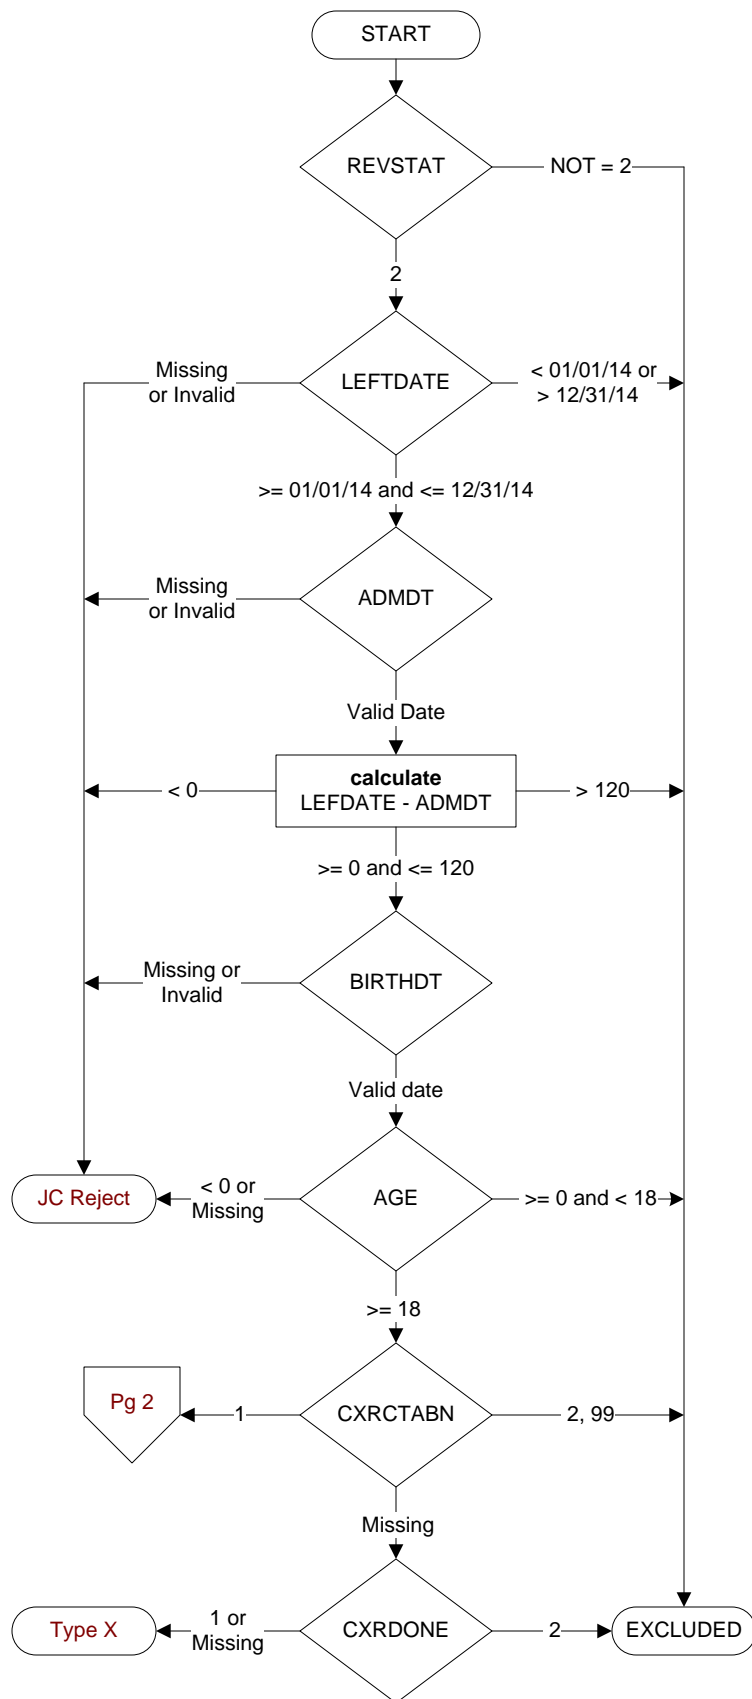 START
REVSTAT
NOT = 2
2
Missing
or Invalid
LEFTDATE
< 01/01/14 or
> 12/31/14
>= 01/01/14 and <= 12/31/14
Missing
or Invalid
ADMDT
Valid Date
calculate
LEFDATE - ADMDT
< 0
> 120
>= 0 and <= 120
Missing or
Invalid
BIRTHDT
Valid date
JC Reject
< 0 or
Missing
AGE
>= 0 and < 18
>= 18
Pg 2
1
CXRCTABN
2, 99
Missing
Type X
1 or
Missing
CXRDONE
2
EXCLUDED